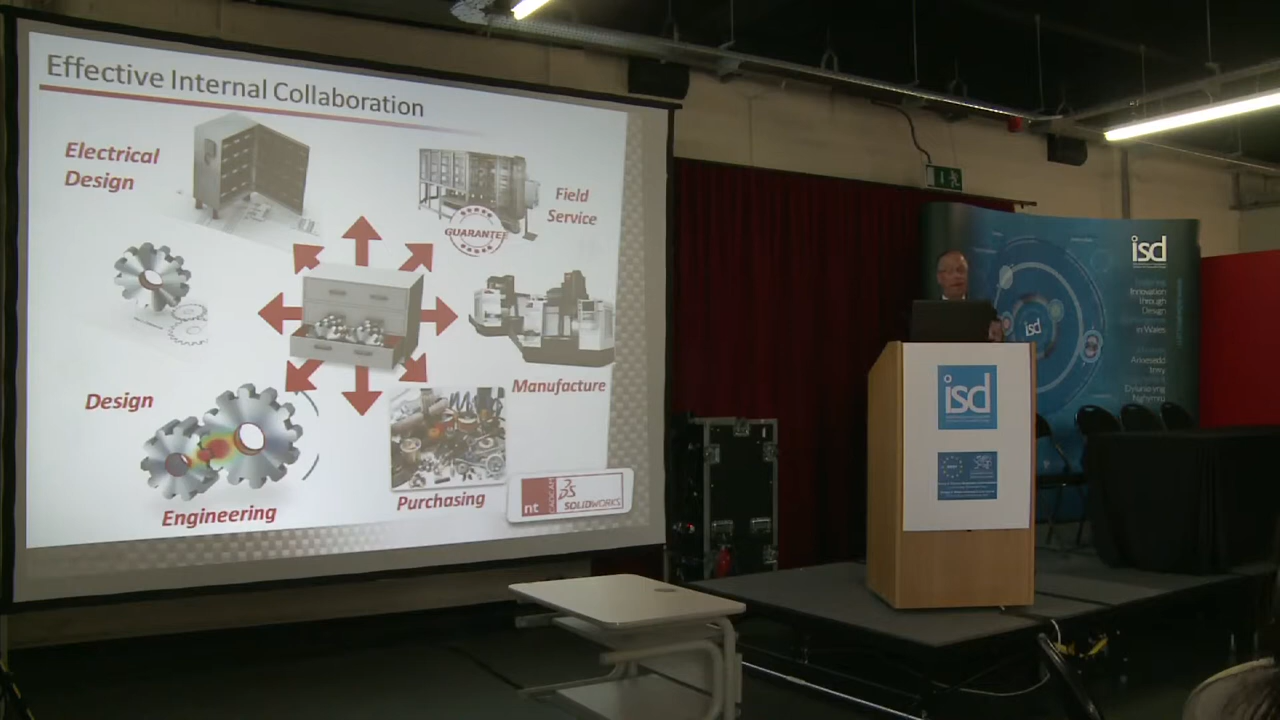 Effective Internal Collaboration
Electrical
Design
Field
Service
GUARANTEE
Manufacture
Design
Purchasing
Engineering
nt
CADCAM
SOLIDWORKS
isd
Innovation
through
Design
in Wales
isd
isd